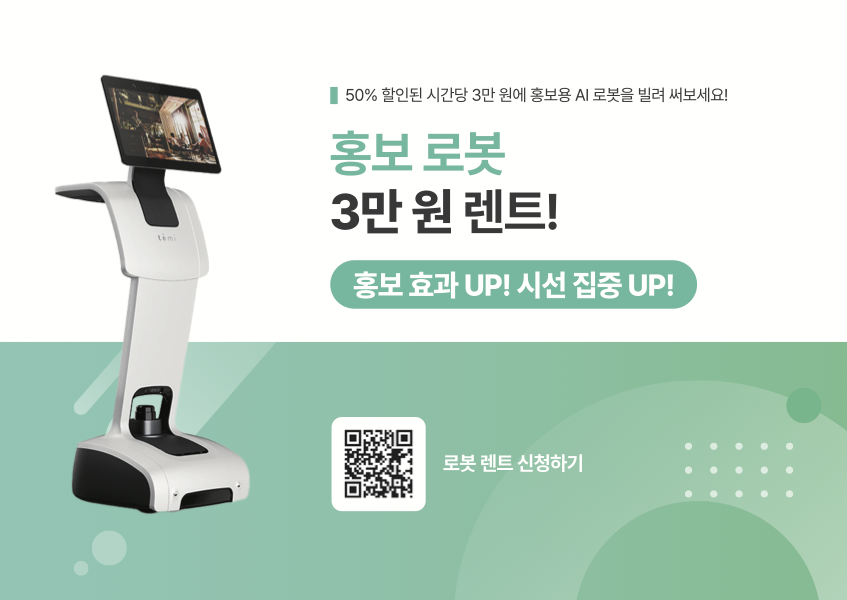 50% 할인된 시간당 3만 원에 홍보용 AI 로봇을 빌려 써보세요!
홍보 로봇
3만 원 렌트!
홍보 효과 UP! 시선 집중 UP!
temi
로봇 렌트 신청하기